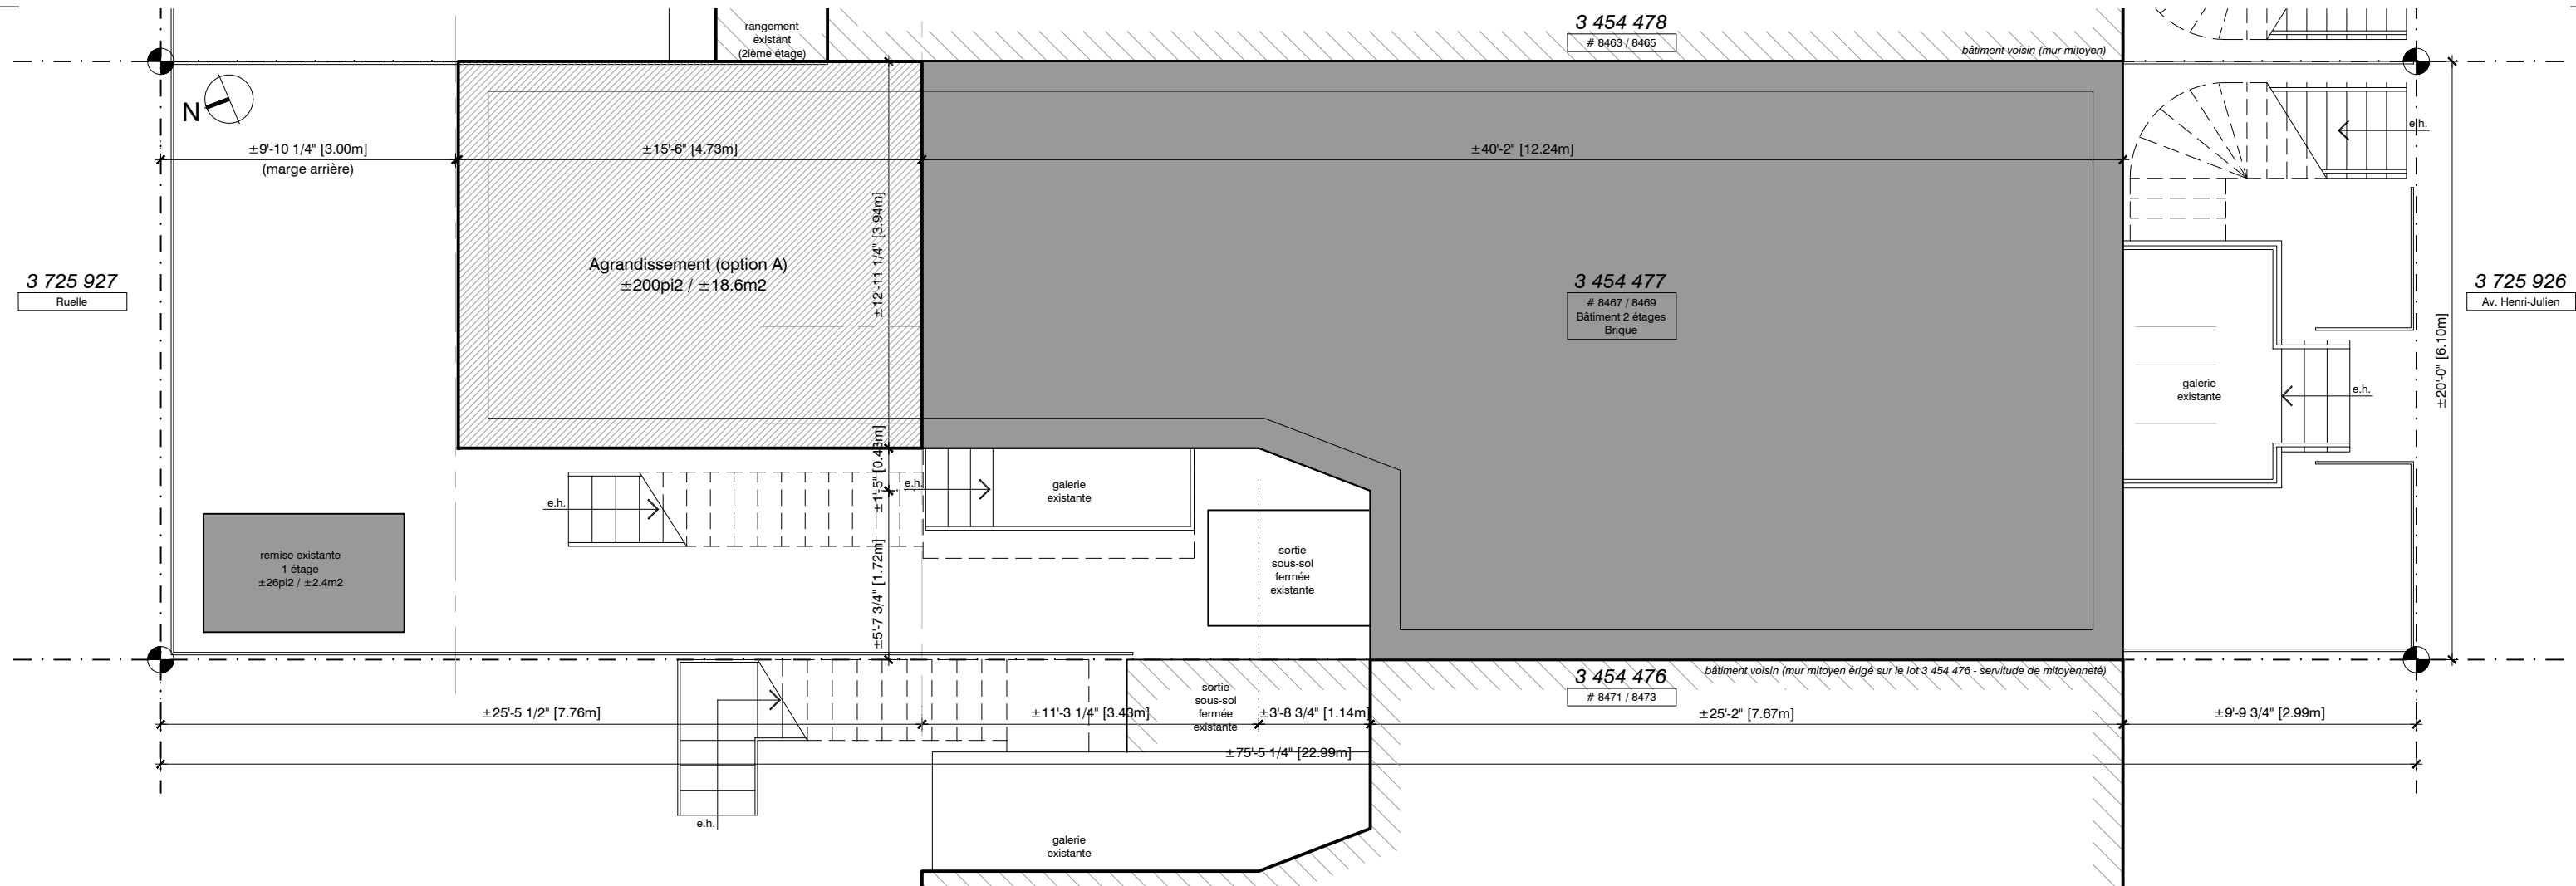 rangement
existant
(2ième étage)
3 454 478
# 8463 / 8465
bâtiment voisin (mur mitoyen)
N
±9'-10 1/4" [3.00m]
(marge arrière)
±15'-6" [4.73m]
±40'-2" [12.24m]
e.h.
±12'-11 1/4" [3.94m]
Agrandissement (option A)
±200pi2 / ±18.6m2
3 725 927
Ruelle
3 454 477
# 8467 / 8469
Bâtiment 2 étages
Brique
3 725 926
Av. Henri-Julien
±20'-0" [6.10m]
galerie
existante
e.h.
±1'-5" [0.43m]
e.h.
galerie
existante
e.h.
remise existante
1 étage
±26pi2 / ±2.4m2
sortie
sous-sol
fermée
existante
±5'-7 3/4" [1.72m]
3 454 476
# 8471 / 8473
bâtiment voisin (mur mitoyen érigé sur le lot 3 454 476 - servitude de mitoyenneté)
sortie
sous-sol
fermée
existante
±25'-5 1/2" [7.76m]
±11'-3 1/4" [3.43m]
±3'-8 3/4" [1.14m]
±25'-2" [7.67m]
±9'-9 3/4" [2.99m]
±75'-5 1/4" [22.99m]
e.h.
galerie
existante